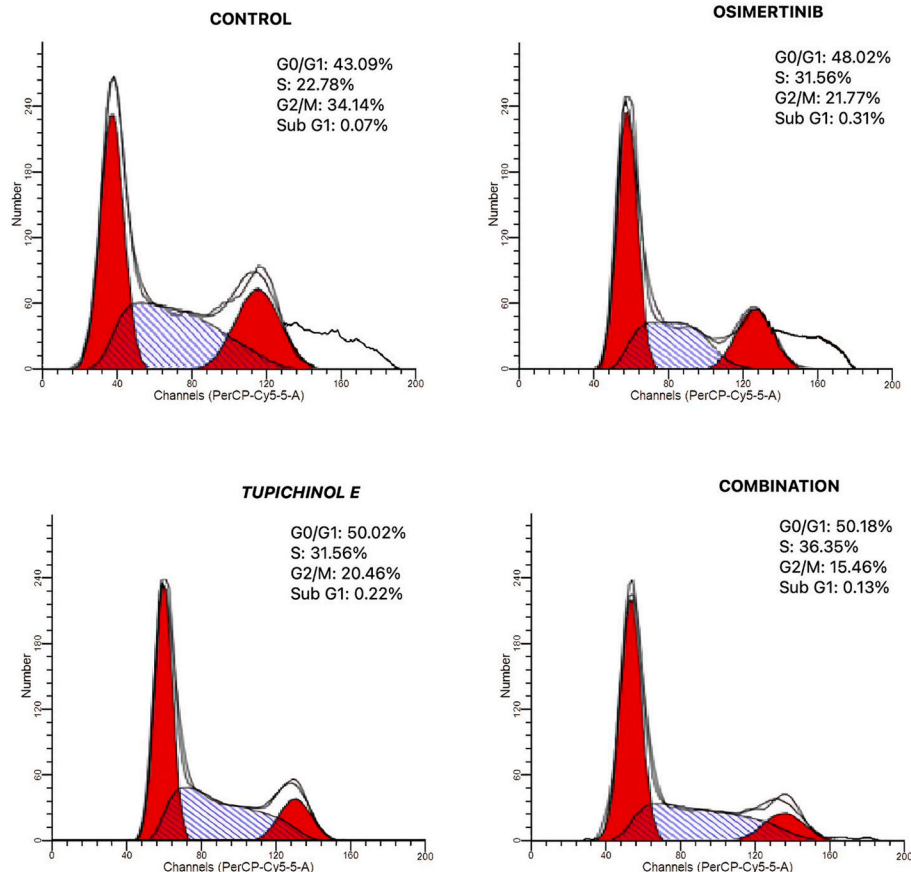 CONTROL
G0/G1: 43.09%
S: 22.78%
G2/M: 34.14%
Sub G1: 0.07%
Number
240
180
120
60
0
0 40 80 120 160 200
Channels (PerCP-Cy5-5-A)
OSIMERTINIB
G0/G1: 48.02%
S: 31.56%
G2/M: 21.77%
Sub G1: 0.31%
Number
240
180
120
60
0
0 40 80 120 160 200
Channels (PerCP-Cy5-5-A)
TUPICHINOL E
G0/G1: 50.02%
S: 31.56%
G2/M: 20.46%
Sub G1: 0.22%
Number
240
180
120
60
0
0 40 80 120 160 200
Channels (PerCP-Cy5-5-A)
COMBINATION
G0/G1: 50.18%
S: 36.35%
G2/M: 15.46%
Sub G1: 0.13%
Number
240
180
120
60
0
0 40 80 120 160 200
Channels (PerCP-Cy5-5-A)